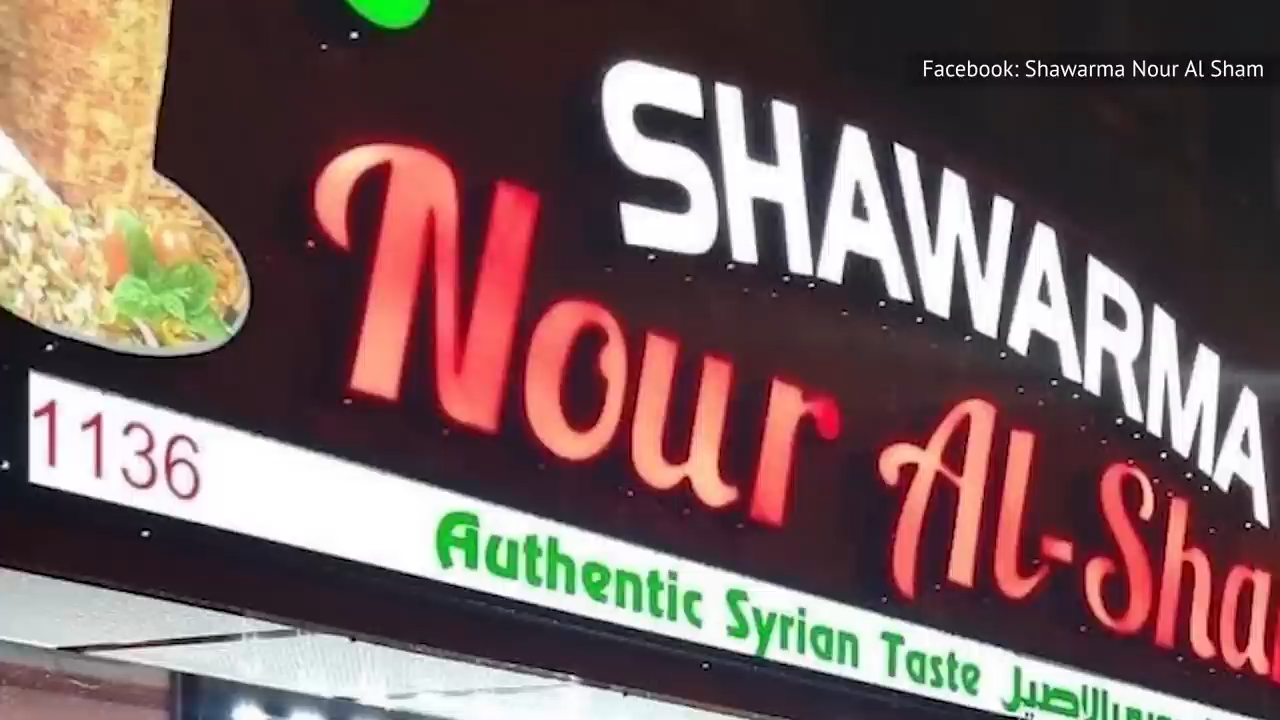 Facebook: Shawarma Nour Al Sham
SHAWARMA
Nour Al-Sha
1136
Authentic Syrian Taste